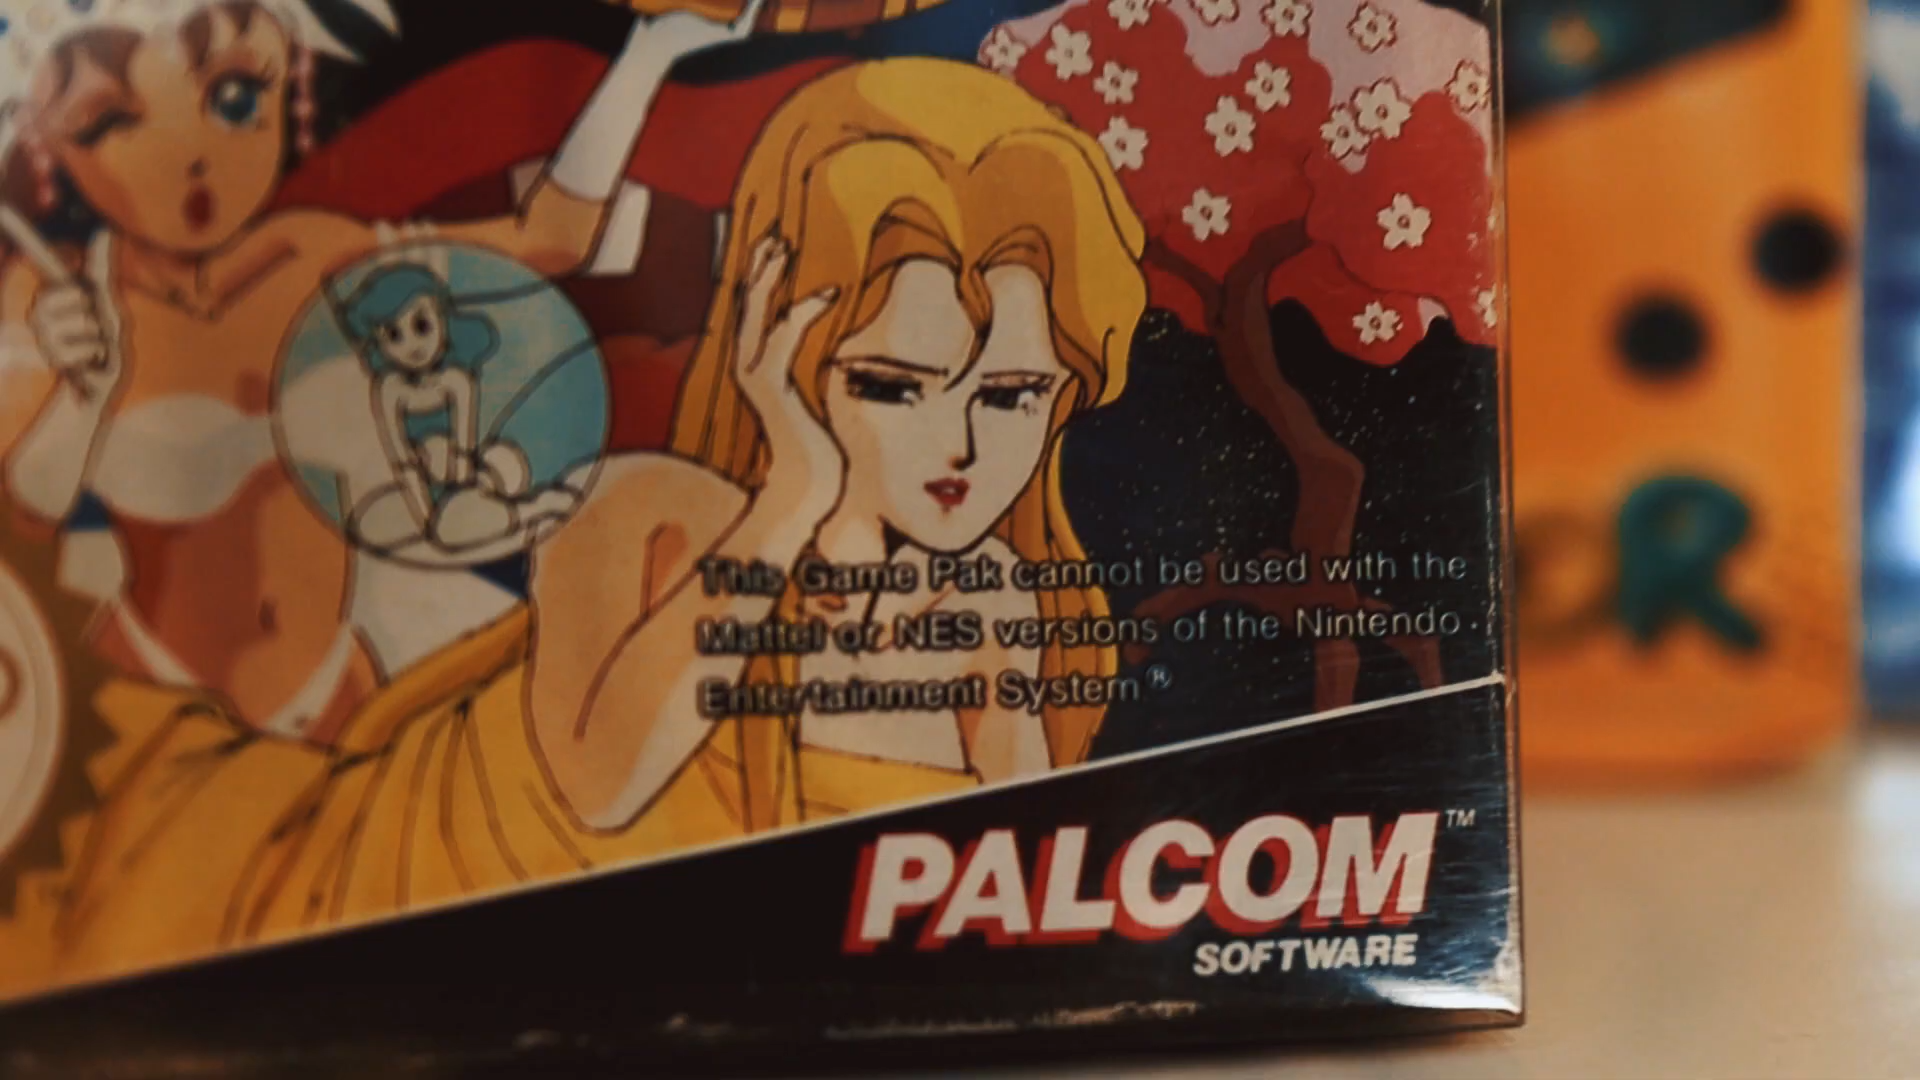 This Game Pak cannot be used with the
Mattel or NES versions of the Nintendo
Entertainment System®
PALCOM™
SOFTWARE
R